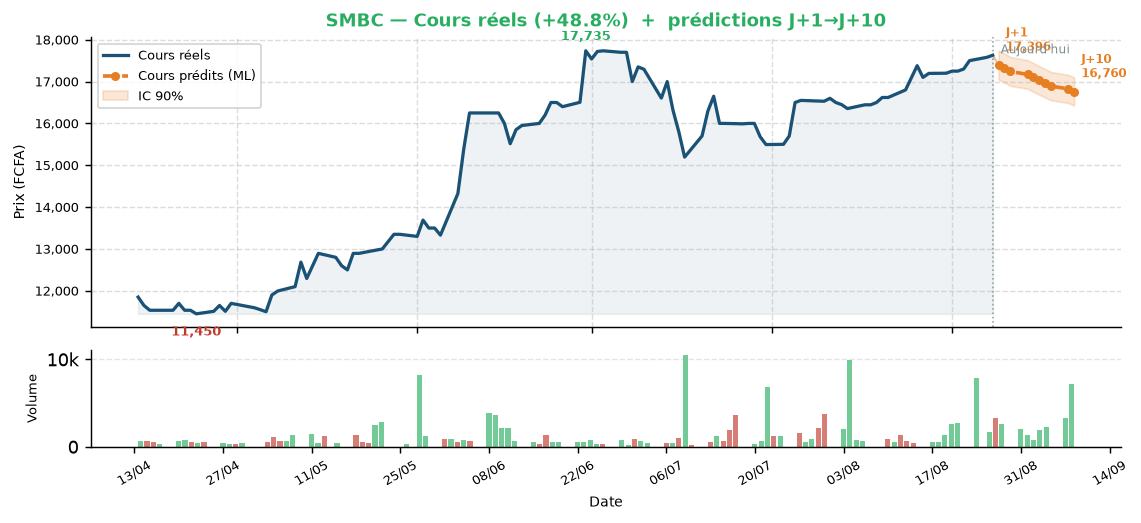 SMBC — Cours réels (+48.8%)  +  prédictions J+1→J+10
17,735
J+1
17,396
Aujourd'hui
J+10
16,760
Cours réels
Cours prédits (ML)
IC 90%
18,000
17,000
16,000
15,000
14,000
13,000
12,000
Prix (FCFA)
11,450
10k
0
Volume
13/04
27/04
11/05
25/05
08/06
22/06
06/07
20/07
03/08
17/08
31/08
14/09
Date